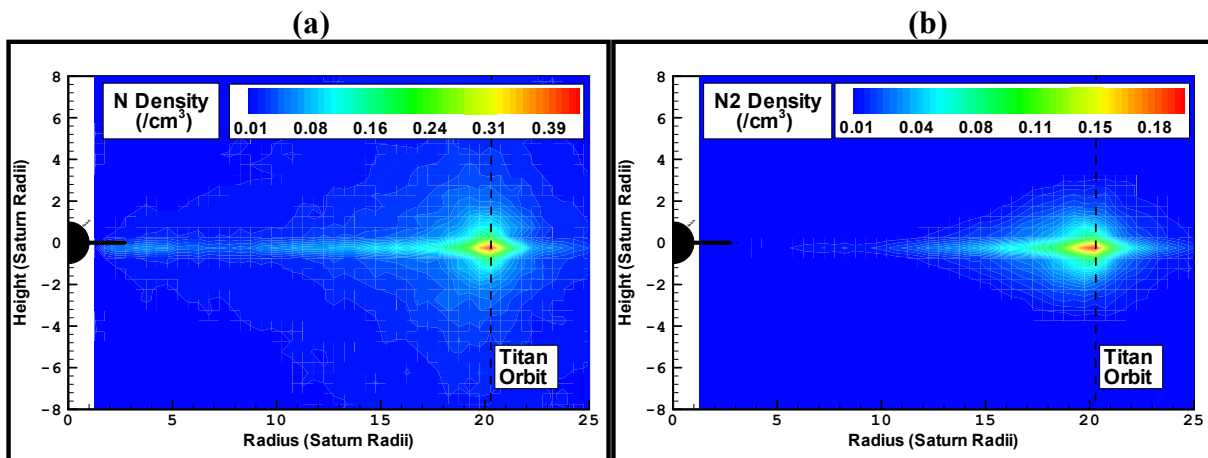 (a)
(b)
N Density
(/cm³)
0.01 0.08 0.16 0.24 0.31 0.39
8
6
4
2
0
-2
-4
-6
-8
Height (Saturn Radii)
Titan
Orbit
0 5 10 15 20 25
Radius (Saturn Radii)
N2 Density
(/cm³)
0.01 0.04 0.08 0.11 0.15 0.18
8
6
4
2
0
-2
-4
-6
-8
Height (Saturn Radii)
Titan
Orbit
0 5 10 15 20 25
Radius (Saturn Radii)